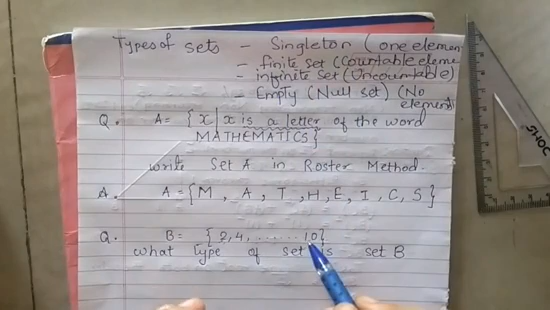 Types of sets - Singleton (one elemen
- finite set (Countable eleme
- infinite set (Uncountable)
- Empty (Null set) (No
element
Q. A = { x | x is a letter of the word
MATHEMATICS}
write Set A in Roster Method.
A. A = {M, A, T, H, E, I, C, S}
Q. B = {2,4, ....... 10}
what type of set is set B